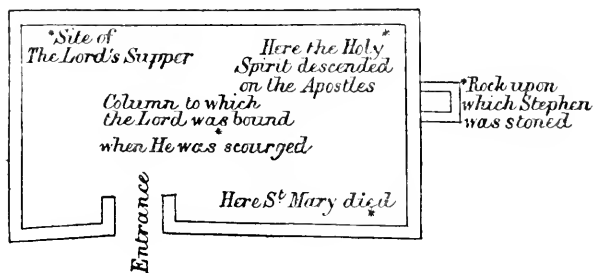 *Site of
The Lord's Supper
Here the Holy*
Spirit descended
on the Apostles
Column to which
the Lord was bound
*
when He was scourged
*Rock upon
which Stephen
was stoned
Here St Mary died
*
Entrance